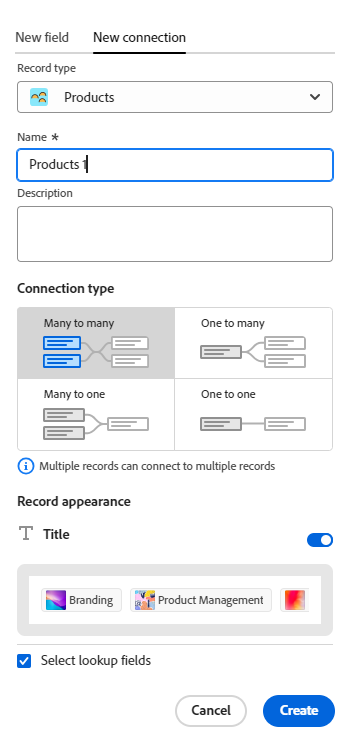 New field New connection
Record type
Products
Name *
Products 1
Description
Connection type
Many to many One to many
Many to one One to one
Multiple records can connect to multiple records
Record appearance
Title
Branding Product Management
Select lookup fields
Cancel Create